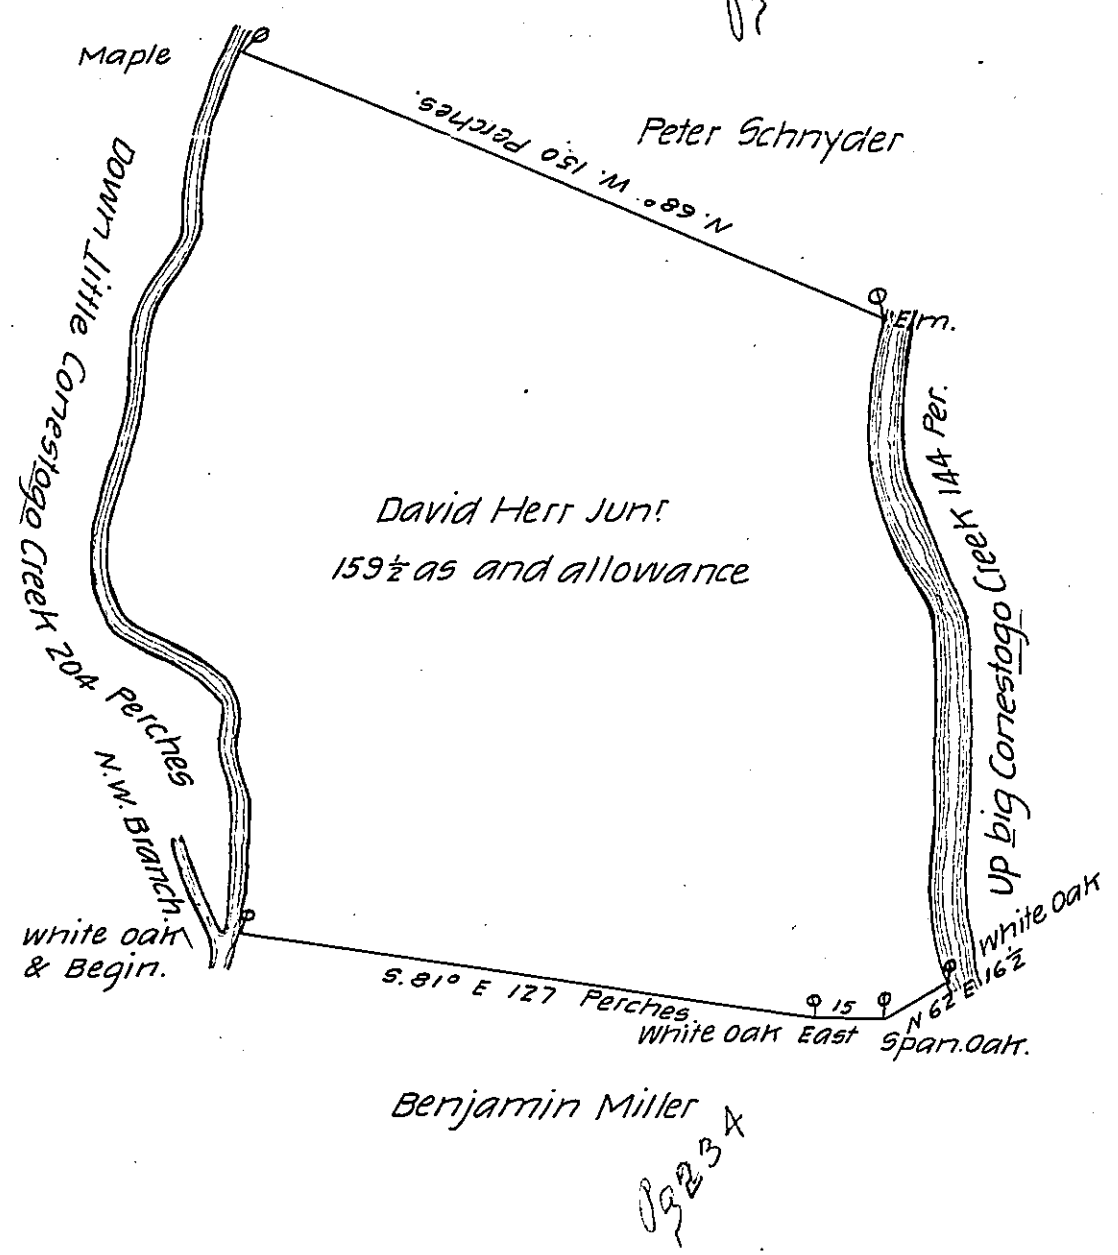 Maple
Peter Schnyder
N. 68° W. 150 Perches.
Elm.
Down Little Conestogo Creek 204 Perches
Up big Conestogo Creek 144 Per.
David Herr Junr
159½ as and allowance
N.W. Branch.
White Oak
& Begin.
White Oak
S. 81° E 127 Perches.
15
N 62 E 16½
White Oak East Span. Oak.
Benjamin Miller
Pg 234